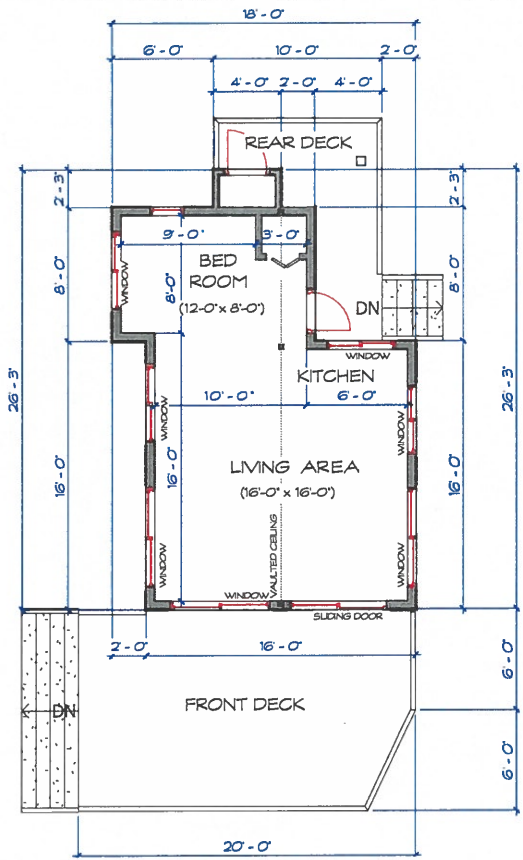 18'-0"
6'-0" 10'-0" 2'-0"
4'-0" 2'-0" 4'-0"
REAR DECK
2'-3" 2'-3"
9'-0" 3'-0"
BED
ROOM
(12'-0" x 8'-0")
WINDOW
8'-0" 8'-0" 8'-0"
DN
WINDOW
KITCHEN
26'-3" 26'-3"
10'-0" 6'-0"
WINDOW WINDOW
LIVING AREA
(16'-0" x 16'-0")
16'-0" 16'-0" 16'-0"
VAULTED CEILING
WINDOW WINDOW
WINDOW
SLIDING DOOR
2'-0" 16'-0"
6'-0"
FRONT DECK
DN
6'-0"
20'-0"